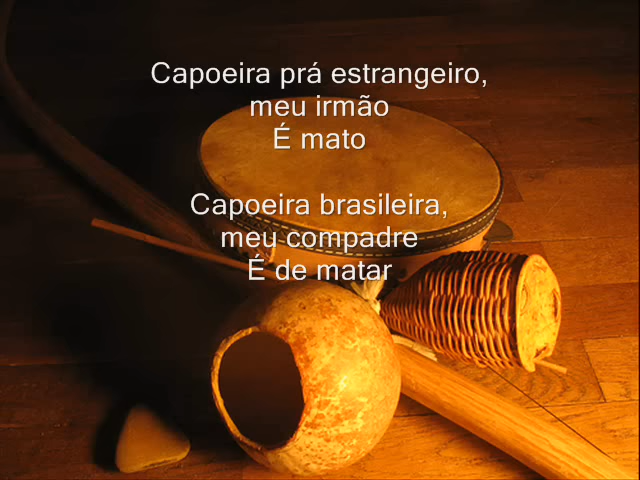 Capoeira prá estrangeiro,
meu irmão
É mato
Capoeira brasileira,
meu compadre
É de matar